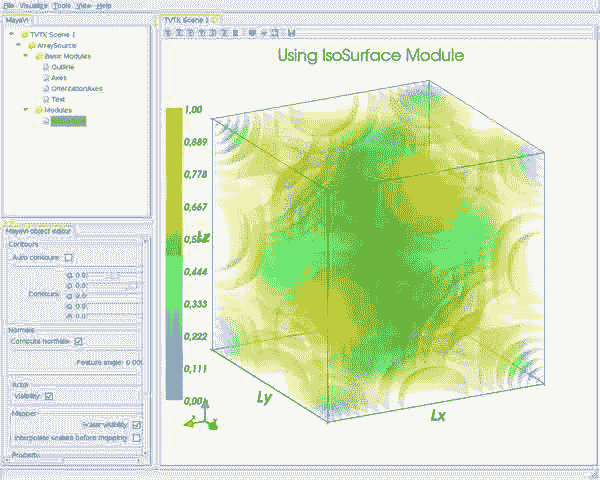 File Visualize Tools View Help
MayaVi
TVTK Scene 1
ArraySource
Basic Modules
Outline
Axes
OrientationAxes
Text
Modules
IsoSurface
TVTK Scene 1
Using IsoSurface Module
1,00
0,889
0,778
0,667
0,444
0,333
0,222
0,111
0,00
Ly
Lx
MayaVi object editor
Contours
Auto contours:
Contours:
0.0
0.0
0.0
0.0
0.0
Normals
Compute normals:
Feature angle: 0.00
Actor
Visibility:
Mapper
Scalar visibility:
Interpolate scalars before mapping:
Property